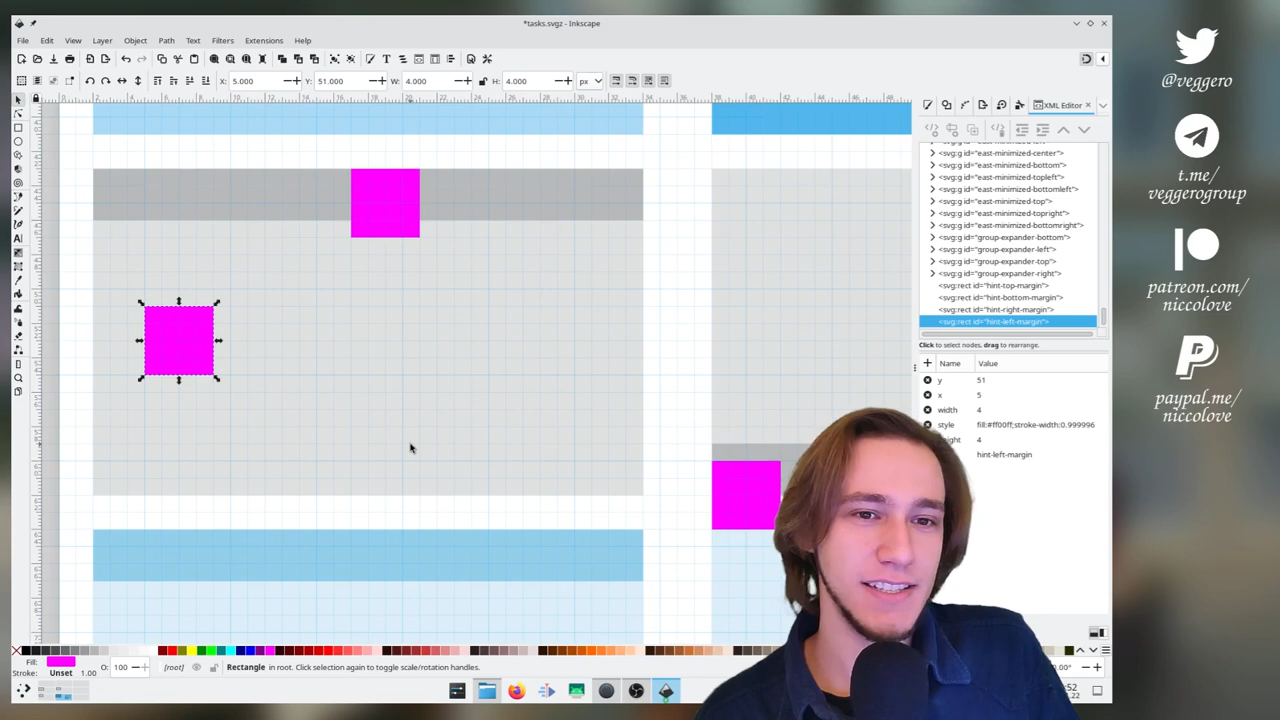 *tasks.svgz - Inkscape
File Edit View Layer Object Path Text Filters Extensions Help
X: 5.000 Y: 51.000 W: 4.000 H: 4.000 px
XML Editor
<svg:g id="east-minimized-center">
<svg:g id="east-minimized-bottom">
<svg:g id="east-minimized-topleft">
<svg:g id="east-minimized-bottomleft">
<svg:g id="east-minimized-top">
<svg:g id="east-minimized-topright">
<svg:g id="east-minimized-bottomright">
<svg:g id="group-expander-bottom">
<svg:g id="group-expander-left">
<svg:g id="group-expander-top">
<svg:g id="group-expander-right">
<svg:rect id="hint-top-margin">
<svg:rect id="hint-bottom-margin">
<svg:rect id="hint-right-margin">
<svg:rect id="hint-left-margin">
Click to select nodes, drag to rearrange.
Name Value
y 51
x 5
width 4
style fill:#ff00ff;stroke-width:0.999996
4
hint-left-margin
Fill:
Stroke: Unset 1.00
O: 100
[root]
Rectangle in root. Click selection again to toggle scale/rotation handles.
@veggero
t.me/
veggerogroup
patreon.com/
niccolove
paypal.me/
niccolove